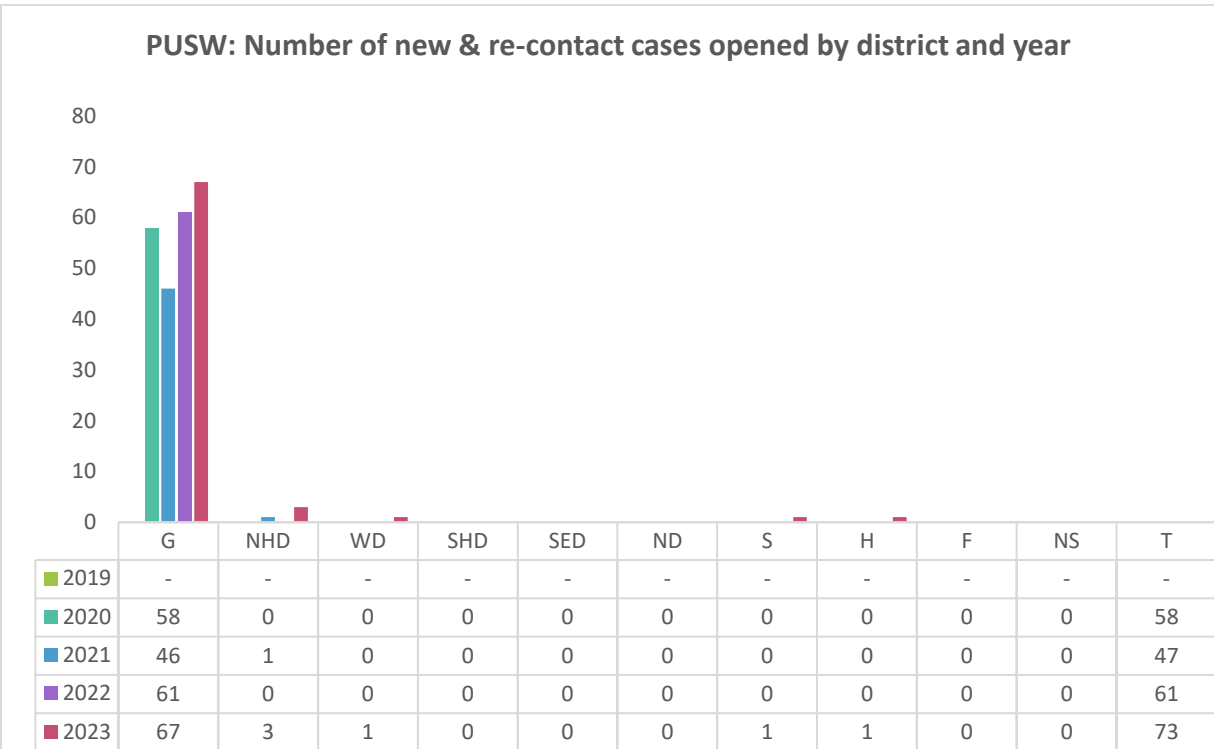 PUSW: Number of new & re-contact cases opened by district and year
80
70
60
50
40
30
20
10
0
G NHD WD SHD SED ND S H F NS T
2019 - - - - - - - - - - -
2020 58 0 0 0 0 0 0 0 0 0 58
2021 46 1 0 0 0 0 0 0 0 0 47
2022 61 0 0 0 0 0 0 0 0 0 61
2023 67 3 1 0 0 0 1 1 0 0 73